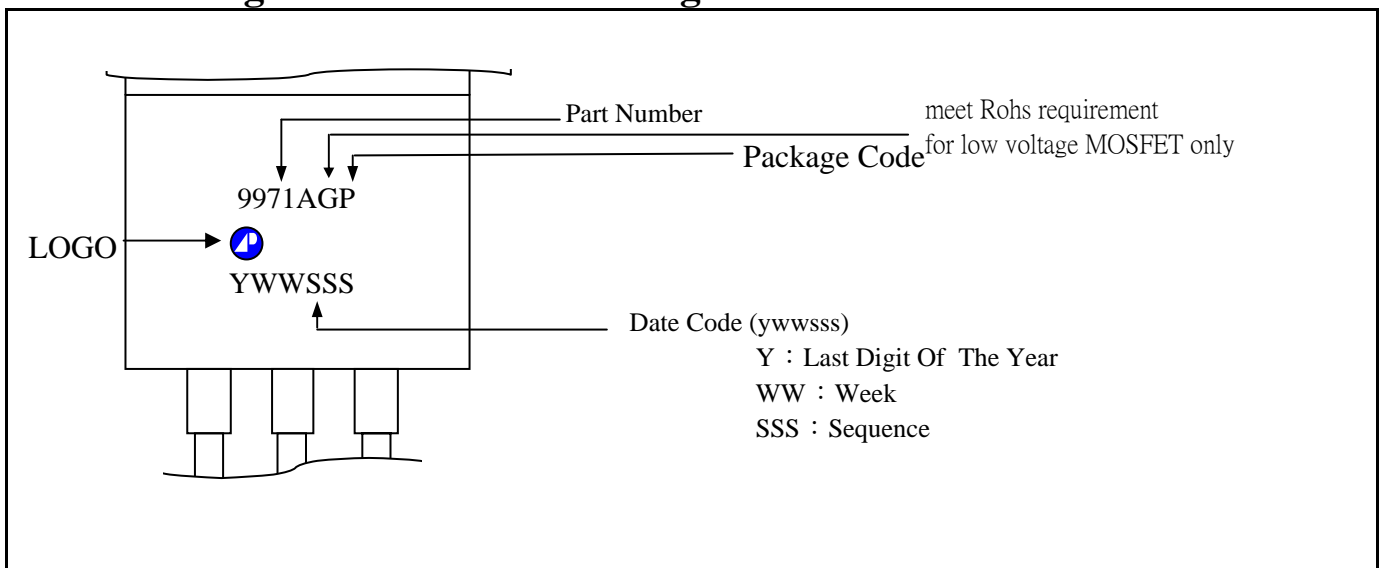 Part Number
meet Rohs requirement
for low voltage MOSFET only
Package Code
9971AGP
LOGO
YWWSSS
Date Code (ywwsss)
Y：Last Digit Of The Year
WW：Week
SSS：Sequence